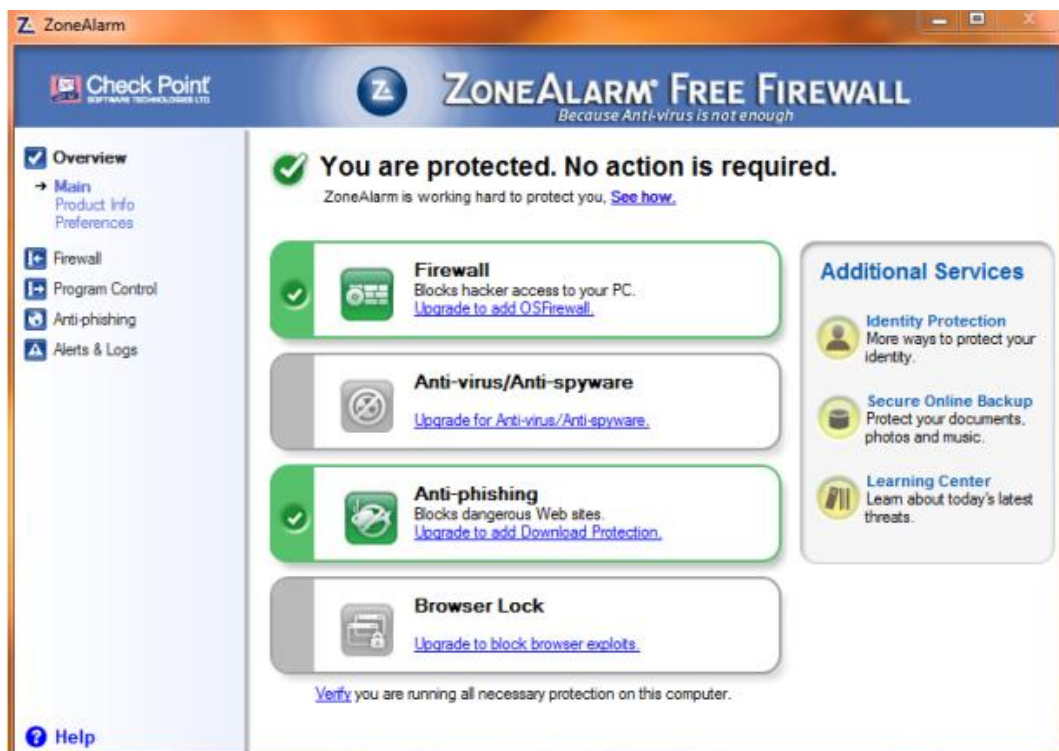 ZoneAlarm
Check Point
SOFTWARE TECHNOLOGIES LTD.
ZONEALARM® FREE FIREWALL
Because Anti-virus is not enough
Overview
Main
Product Info
Preferences
Firewall
Program Control
Anti-phishing
Alerts & Logs
Help
You are protected. No action is required.
ZoneAlarm is working hard to protect you, See how.
Firewall
Blocks hacker access to your PC.
Upgrade to add OSFirewall.
Anti-virus/Anti-spyware
Upgrade for Anti-virus/Anti-spyware.
Anti-phishing
Blocks dangerous Web sites.
Upgrade to add Download Protection.
Browser Lock
Upgrade to block browser exploits.
Verify you are running all necessary protection on this computer.
Additional Services
Identity Protection
More ways to protect your
identity.
Secure Online Backup
Protect your documents,
photos and music.
Learning Center
Learn about today's latest
threats.